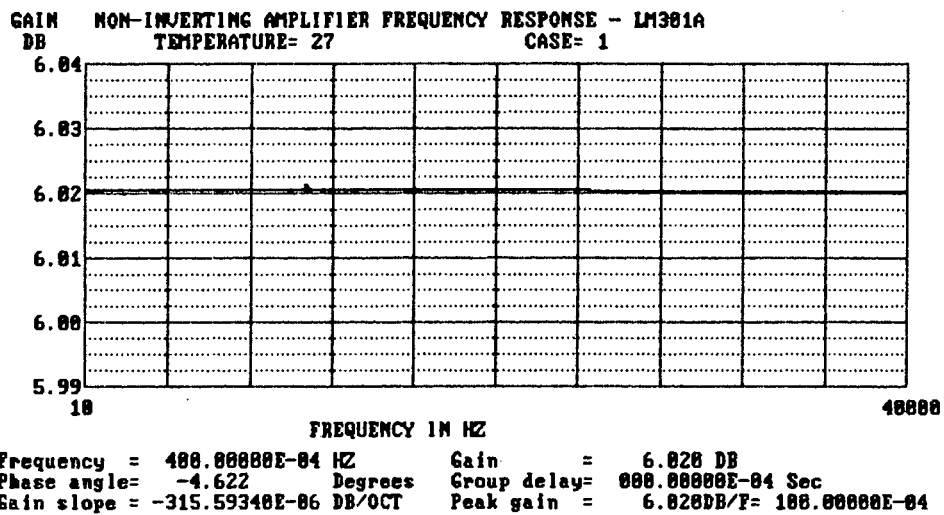 GAIN NON-INVERTING AMPLIFIER FREQUENCY RESPONSE - LM301A
DB TEMPERATURE= 27 CASE= 1
6.04
6.03
6.02
6.01
6.00
5.99
10 40000
FREQUENCY IN HZ
Frequency = 400.00000E-04 HZ Gain = 6.020 DB
Phase angle= -4.622 Degrees Group delay= 000.00000E-04 Sec
Gain slope = -315.59340E-06 DB/OCT Peak gain = 6.020DB/F= 100.00000E-04